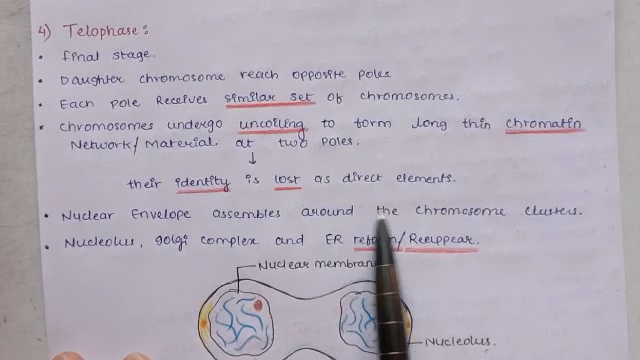 4) Telophase:
• Final stage.
• Daughter chromosome reach opposite poles.
• Each pole Receives similar set of chromosomes.
• Chromosomes undergo uncoiling to form long thin chromatin
Network/Material at two poles.
↓
their identity is lost as direct elements.
• Nuclear Envelope assembles around the chromosome clusters.
• Nucleolus, golgi complex and ER /Reappear.
Nuclear membran
Nucleolus.